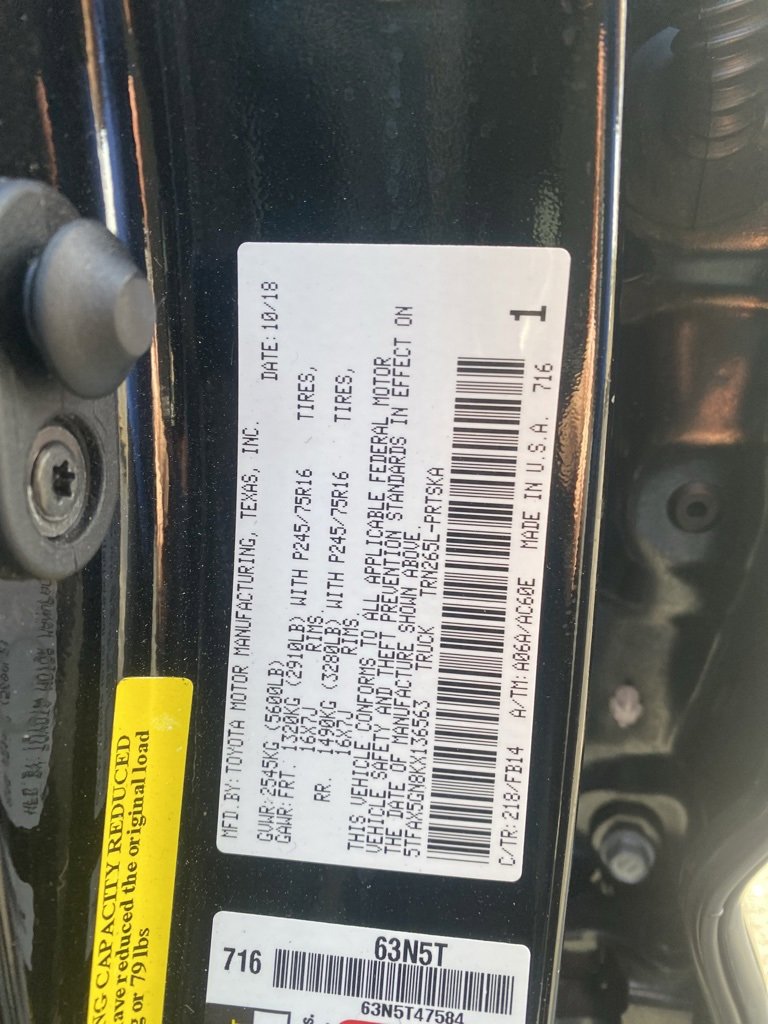 MFD.BY:TOYOTA MOTOR MANUFACTURING, TEXAS, INC.
DATE:10/18
GVWR:2545KG(5600LB)
GAWR:FRT. 1320KG(2910LB)WITH P245/75R16 TIRES,
16X7J RIMS
RR. 1490KG(3280LB)WITH P245/75R16 TIRES,
16X7J RIMS
THIS VEHICLE CONFORMS TO ALL APPLICABLE FEDERAL MOTOR
VEHICLE SAFETY AND THEFT PREVENTION STANDARDS IN EFFECT ON
THE DATE OF MANUFACTURE SHOWN ABOVE.
5TFAX5GN8KX136563 TRUCK TRN265L-PRTSKA
1
C/TR:218/FB14 A/TM:A06A/AC60E MADE IN U.S.A. 716
CAPACITY REDUCED
have reduced the original load
or 79 lbs
716
63N5T
63N5T47584